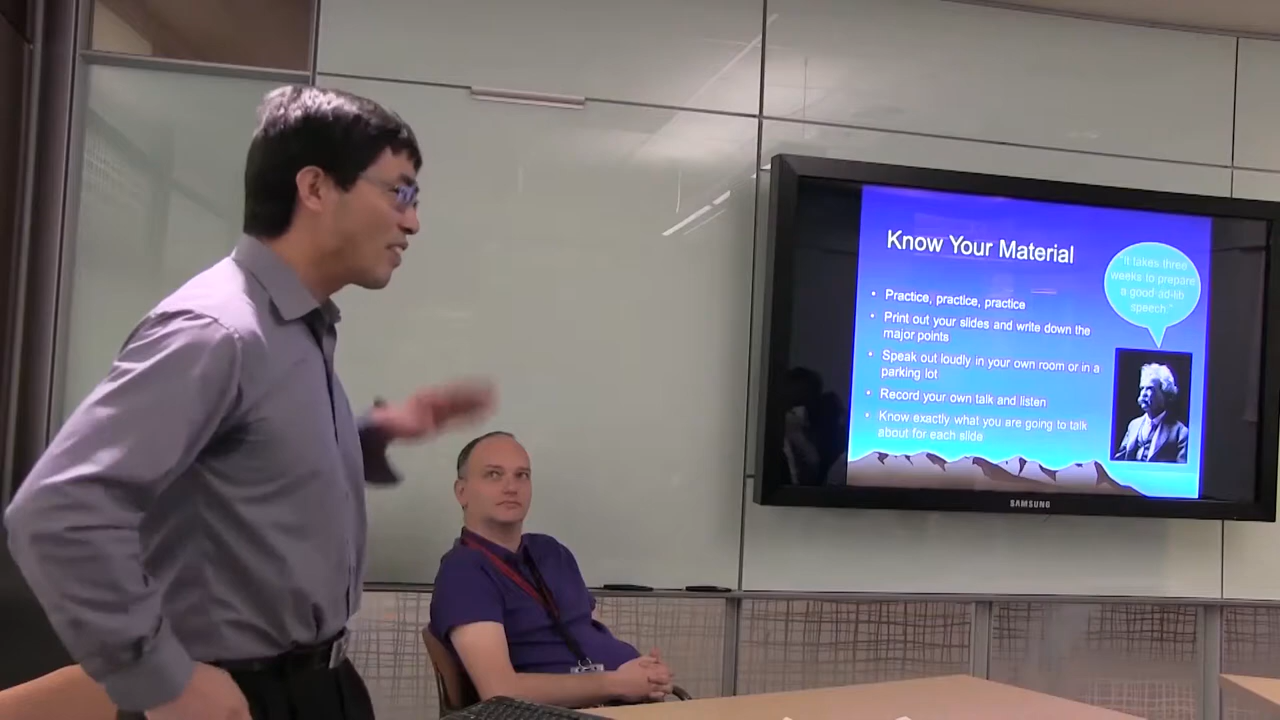 Know Your Material
"It takes three
weeks to prepare
a good ad-lib
speech."
• Practice, practice, practice
• Print out your slides and write down the
major points
• Speak out loudly in your own room or in a
parking lot
• Record your own talk and listen
• Know exactly what you are going to talk
about for each slide
SAMSUNG